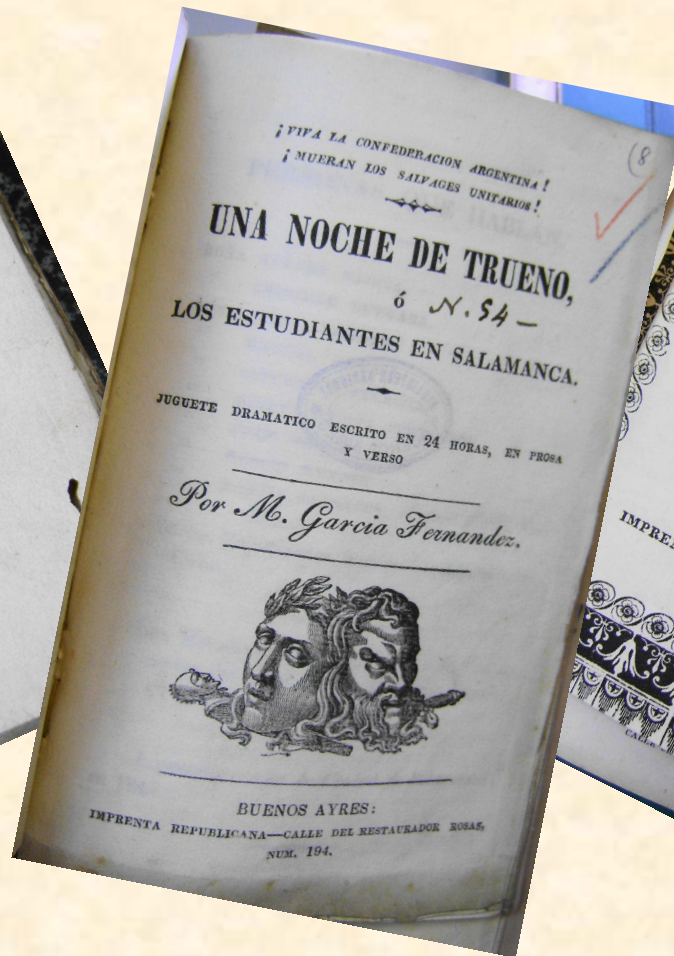 ¡VIVA LA CONFEDERACION ARGENTINA!
¡MUERAN LOS SALVAGES UNITARIOS!
(8
UNA NOCHE DE TRUENO,
ó N. 54 —
LOS ESTUDIANTES EN SALAMANCA.
JUGUETE DRAMATICO ESCRITO EN 24 HORAS, EN PROSA
Y VERSO
Por M. Garcia Fernandez.
BUENOS AYRES:
IMPRENTA REPUBLICANA—CALLE DEL RESTAURADOR ROSAS,
NUM. 194.
CALLE